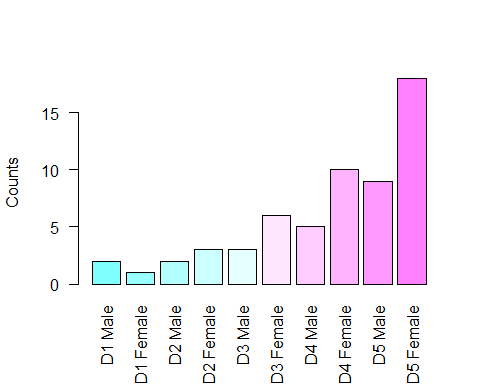 Counts
15
10
5
0
D1 Male
D1 Female
D2 Male
D2 Female
D3 Male
D3 Female
D4 Male
D4 Female
D5 Male
D5 Female